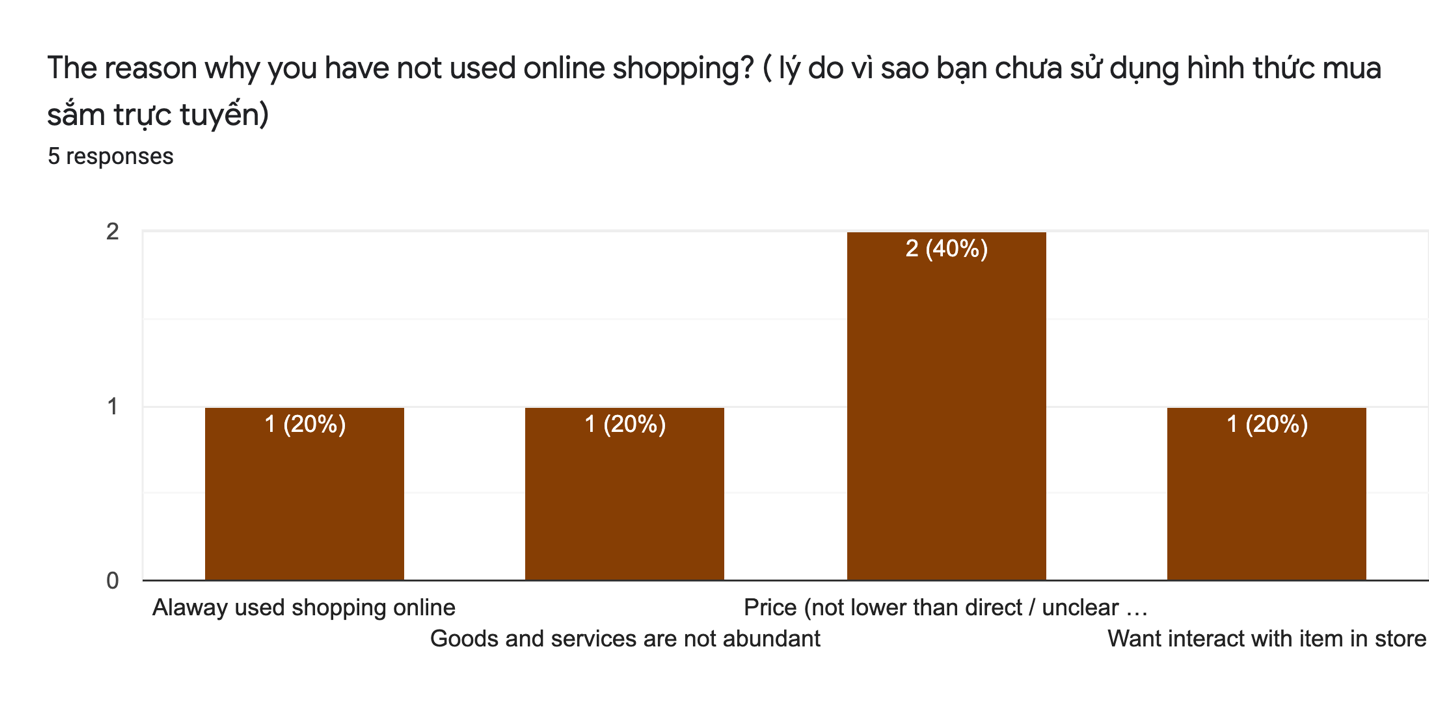 The reason why you have not used online shopping? ( lý do vì sao bạn chưa sử dụng hình thức mua
sắm trực tuyến)
5 responses
2
2 (40%)
1
1 (20%)
1 (20%)
1 (20%)
0
Alaway used shopping online
Price (not lower than direct / unclear …
Goods and services are not abundant
Want interact with item in store